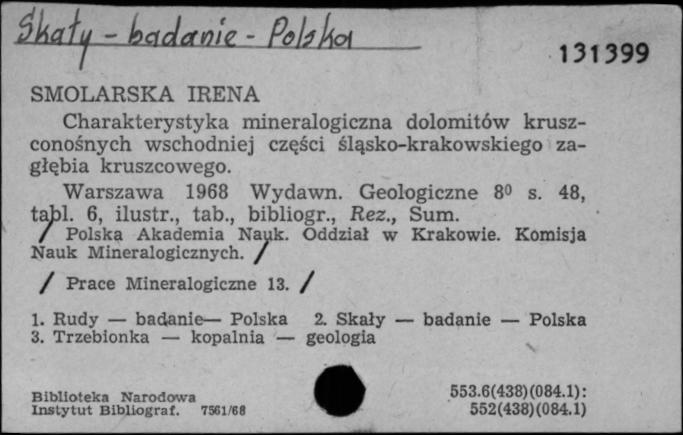 Skały - badanie - Polska
131399
SMOLARSKA IRENA
Charakterystyka mineralogiczna dolomitów krusz-
conośnych wschodniej części śląsko-krakowskiego za-
głębia kruszcowego.
Warszawa 1968 Wydawn. Geologiczne 8⁰ s. 48,
tabl. 6, ilustr., tab., bibliogr., Rez., Sum.
/ Polska Akademia Nauk. Oddział w Krakowie. Komisja
Nauk Mineralogicznych. /
/ Prace Mineralogiczne 13. /
1. Rudy — badanie— Polska 2. Skały — badanie — Polska
3. Trzebionka — kopalnia — geologia
Biblioteka Narodowa
Instytut Bibliograf. 7561/68
553.6(438)(084.1):
552(438)(084.1)